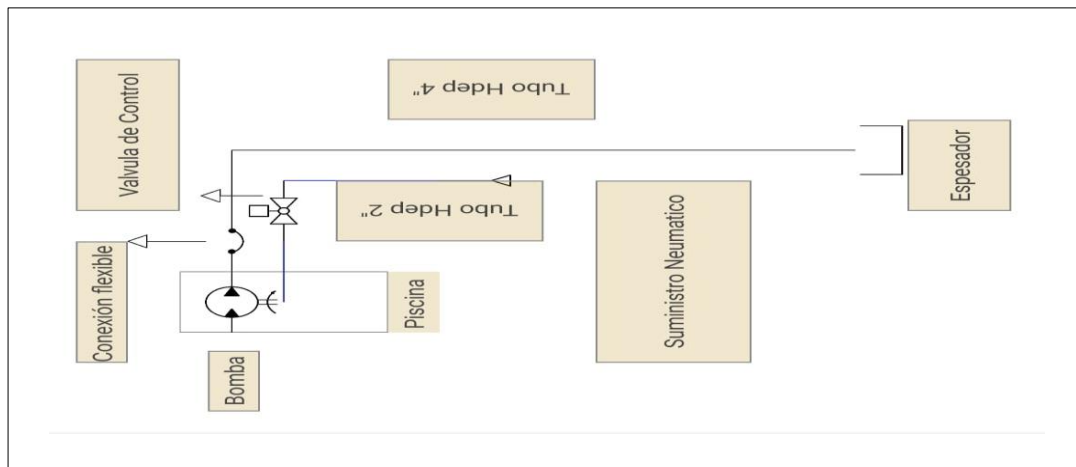 Valvula de Control
Tubo Hdep 4"
Espesador
Tubo Hdep 2"
Suministro Neumatico
Conexión flexible
Piscina
Bomba